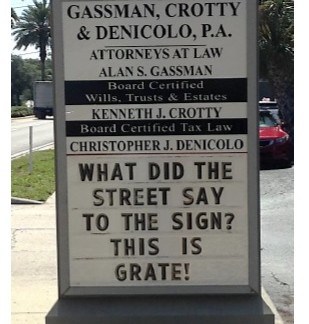 GASSMAN, CROTTY
& DENICOLO, P.A.
ATTORNEYS AT LAW
ALAN S. GASSMAN
Board Certified
Wills, Trusts & Estates
KENNETH J. CROTTY
Board Certified Tax Law
CHRISTOPHER J. DENICOLO
WHAT DID THE
STREET SAY
TO THE SIGN?
THIS IS
GRATE!